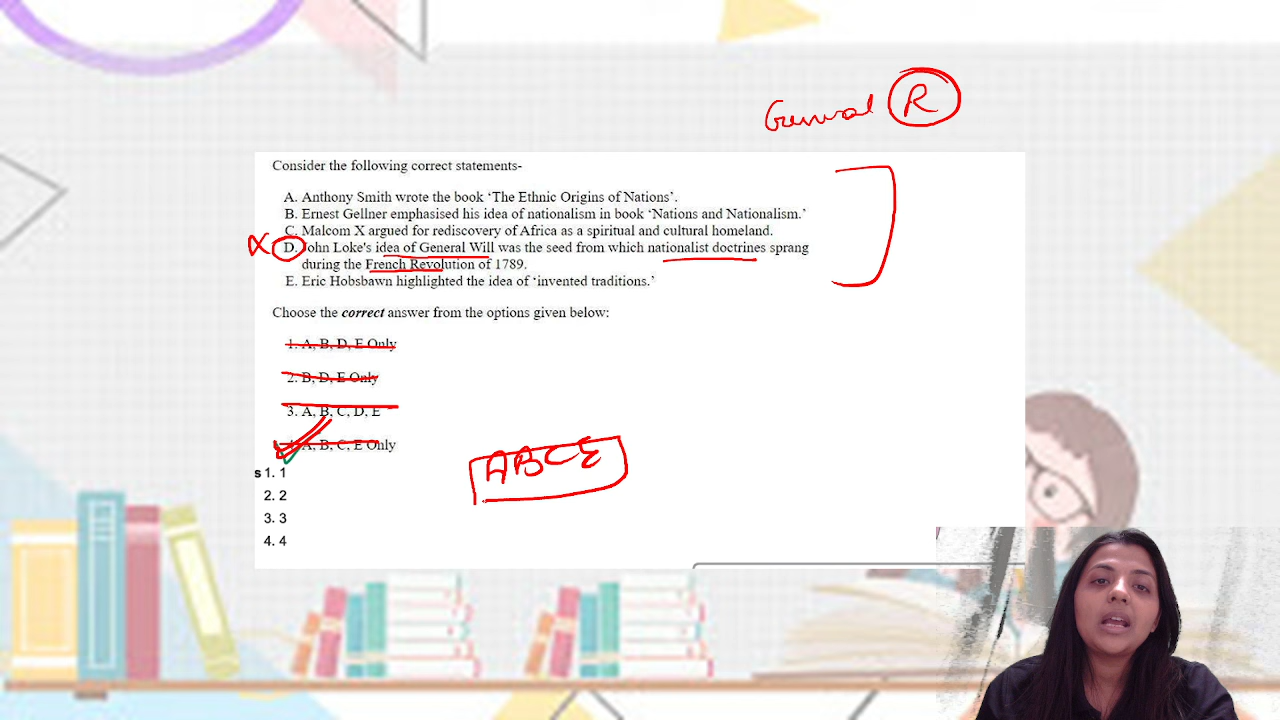 General R
Consider the following correct statements-
A. Anthony Smith wrote the book ‘The Ethnic Origins of Nations’.
B. Ernest Gellner emphasised his idea of nationalism in book ‘Nations and Nationalism.’
C. Malcom X argued for rediscovery of Africa as a spiritual and cultural homeland.
X D. John Loke's idea of General Will was the seed from which nationalist doctrines sprang
during the French Revolution of 1789.
E. Eric Hobsbawn highlighted the idea of ‘invented traditions.’
Choose the correct answer from the options given below:
1. A, B, D, E Only
2. B, D, E Only
3. A, B, C, D, E
4. A, B, C, E Only
ABCE
s 1. 1
2. 2
3. 3
4. 4